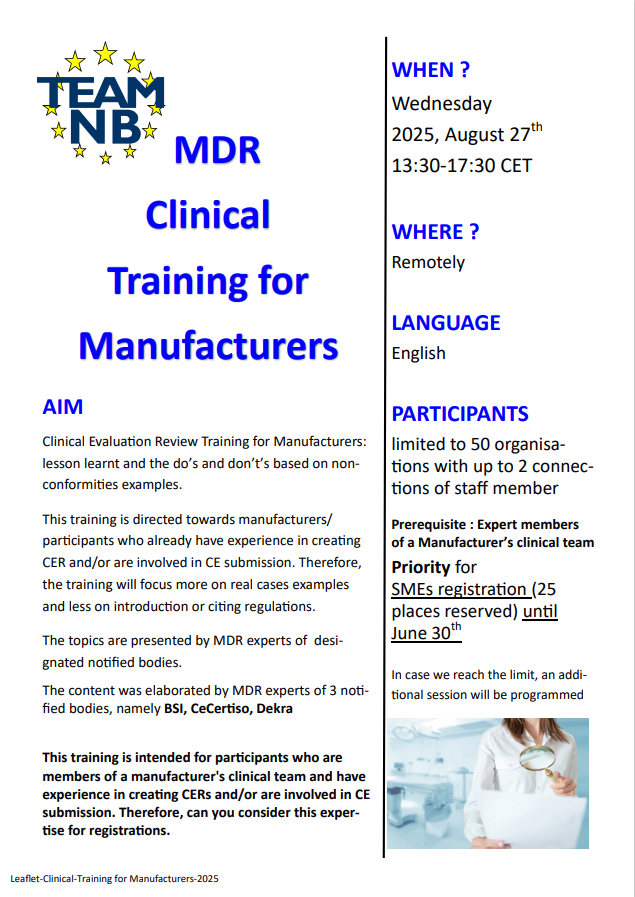 TEAM
NB
MDR
Clinical
Training for
Manufacturers
AIM
Clinical Evaluation Review Training for Manufacturers:
lesson learnt and the do’s and don’t’s based on non-
conformities examples.
This training is directed towards manufacturers/
participants who already have experience in creating
CER and/or are involved in CE submission. Therefore,
the training will focus more on real cases examples
and less on introduction or citing regulations.
The topics are presented by MDR experts of  desi-
gnated notified bodies.
The content was elaborated by MDR experts of 3 noti-
fied bodies, namely BSI, CeCertiso, Dekra
This training is intended for participants who are
members of a manufacturer's clinical team and have
experience in creating CERs and/or are involved in CE
submission. Therefore, can you consider this exper-
tise for registrations.
WHEN ?
Wednesday
2025, August 27th
13:30-17:30 CET
WHERE ?
Remotely
LANGUAGE
English
PARTICIPANTS
limited to 50 organisa-
tions with up to 2 connec-
tions of staff member
Prerequisite : Expert members
of a Manufacturer’s clinical team
Priority for
SMEs registration (25
places reserved) until
June 30th
In case we reach the limit, an addi-
tional session will be programmed
Leaflet-Clinical-Training for Manufacturers-2025